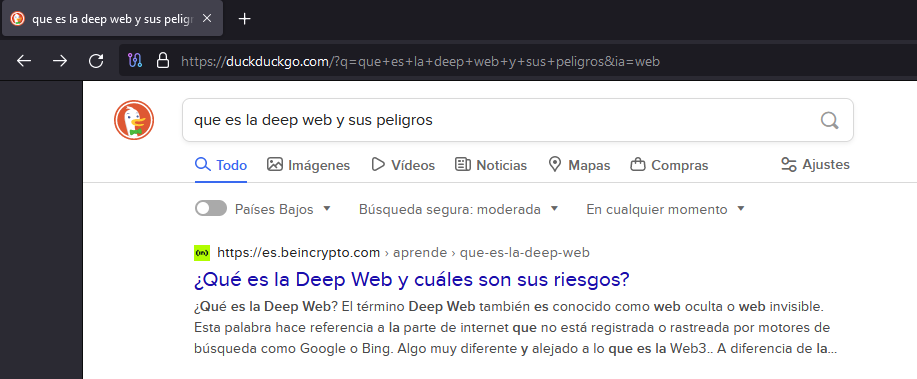 que es la deep web y sus peligr
https://duckduckgo.com/?q=que+es+la+deep+web+y+sus+peligros&ia=web
que es la deep web y sus peligros
Todo Imágenes Vídeos Noticias Mapas Compras Ajustes
Países Bajos Búsqueda segura: moderada En cualquier momento
(in) https://es.beincrypto.com › aprende › que-es-la-deep-web
¿Qué es la Deep Web y cuáles son sus riesgos?
¿Qué es la Deep Web? El término Deep Web también es conocido como web oculta o web invisible.
Esta palabra hace referencia a la parte de internet que no está registrada o rastreada por motores de
búsqueda como Google o Bing. Algo muy diferente y alejado a lo que es la Web3.. A diferencia de la...